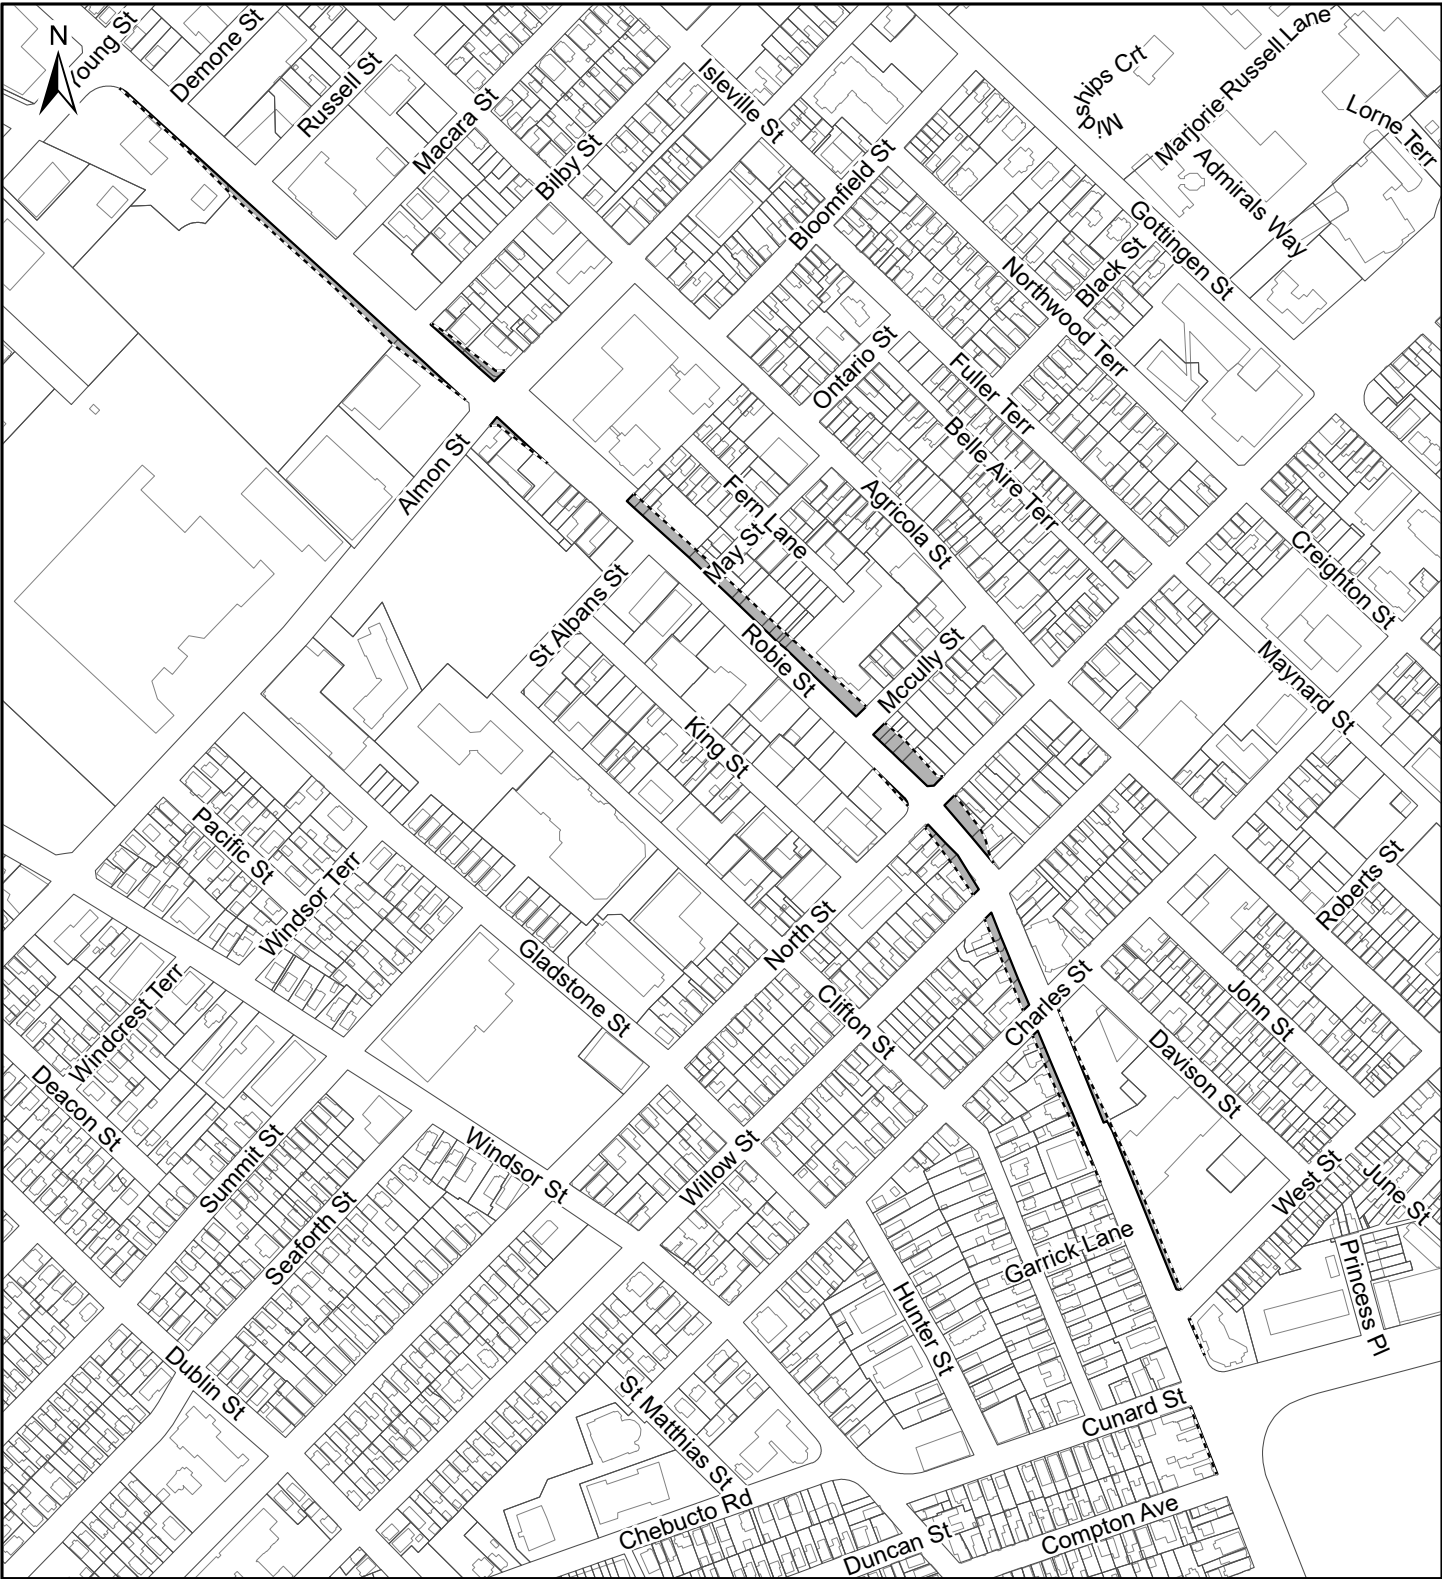 N
Young St
Demone St
Russell St
Macara St
Bilby St
Isleville St
Bloomfield St
Midships Crt
Marjorie Russell Lane
Lorne Terr
Admirals Way
Gottingen St
Black St
Northwood Terr
Ontario St
Fuller Terr
Belle Aire Terr
Almon St
Fern Lane
May St
Agricola St
Creighton St
St Albans St
Robie St
Mccully St
Maynard St
King St
Pacific St
Windsor Terr
Roberts St
North St
Gladstone St
Windcrest Terr
Clifton St
Charles St
John St
Davison St
Deacon St
Summit St
Windsor St
Willow St
West St
June St
Seaforth St
Garrick Lane
Princess Pl
Hunter St
Dublin St
St Matthias St
Cunard St
Chebucto Rd
Duncan St
Compton Ave